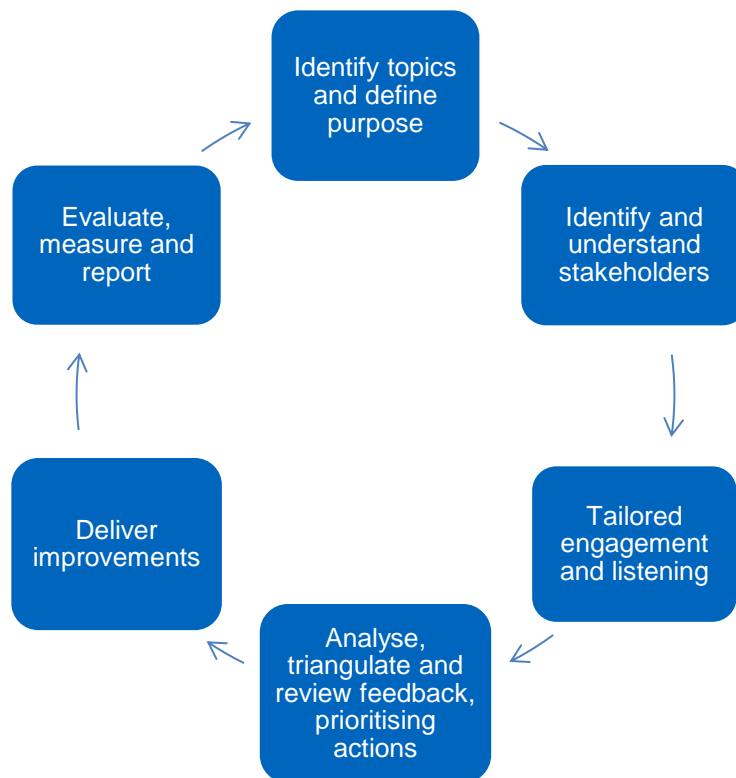 Identify topics
and define
purpose
Identify and
understand
stakeholders
Tailored
engagement
and listening
Analyse,
triangulate and
review feedback,
prioritising
actions
Deliver
improvements
Evaluate,
measure and
report